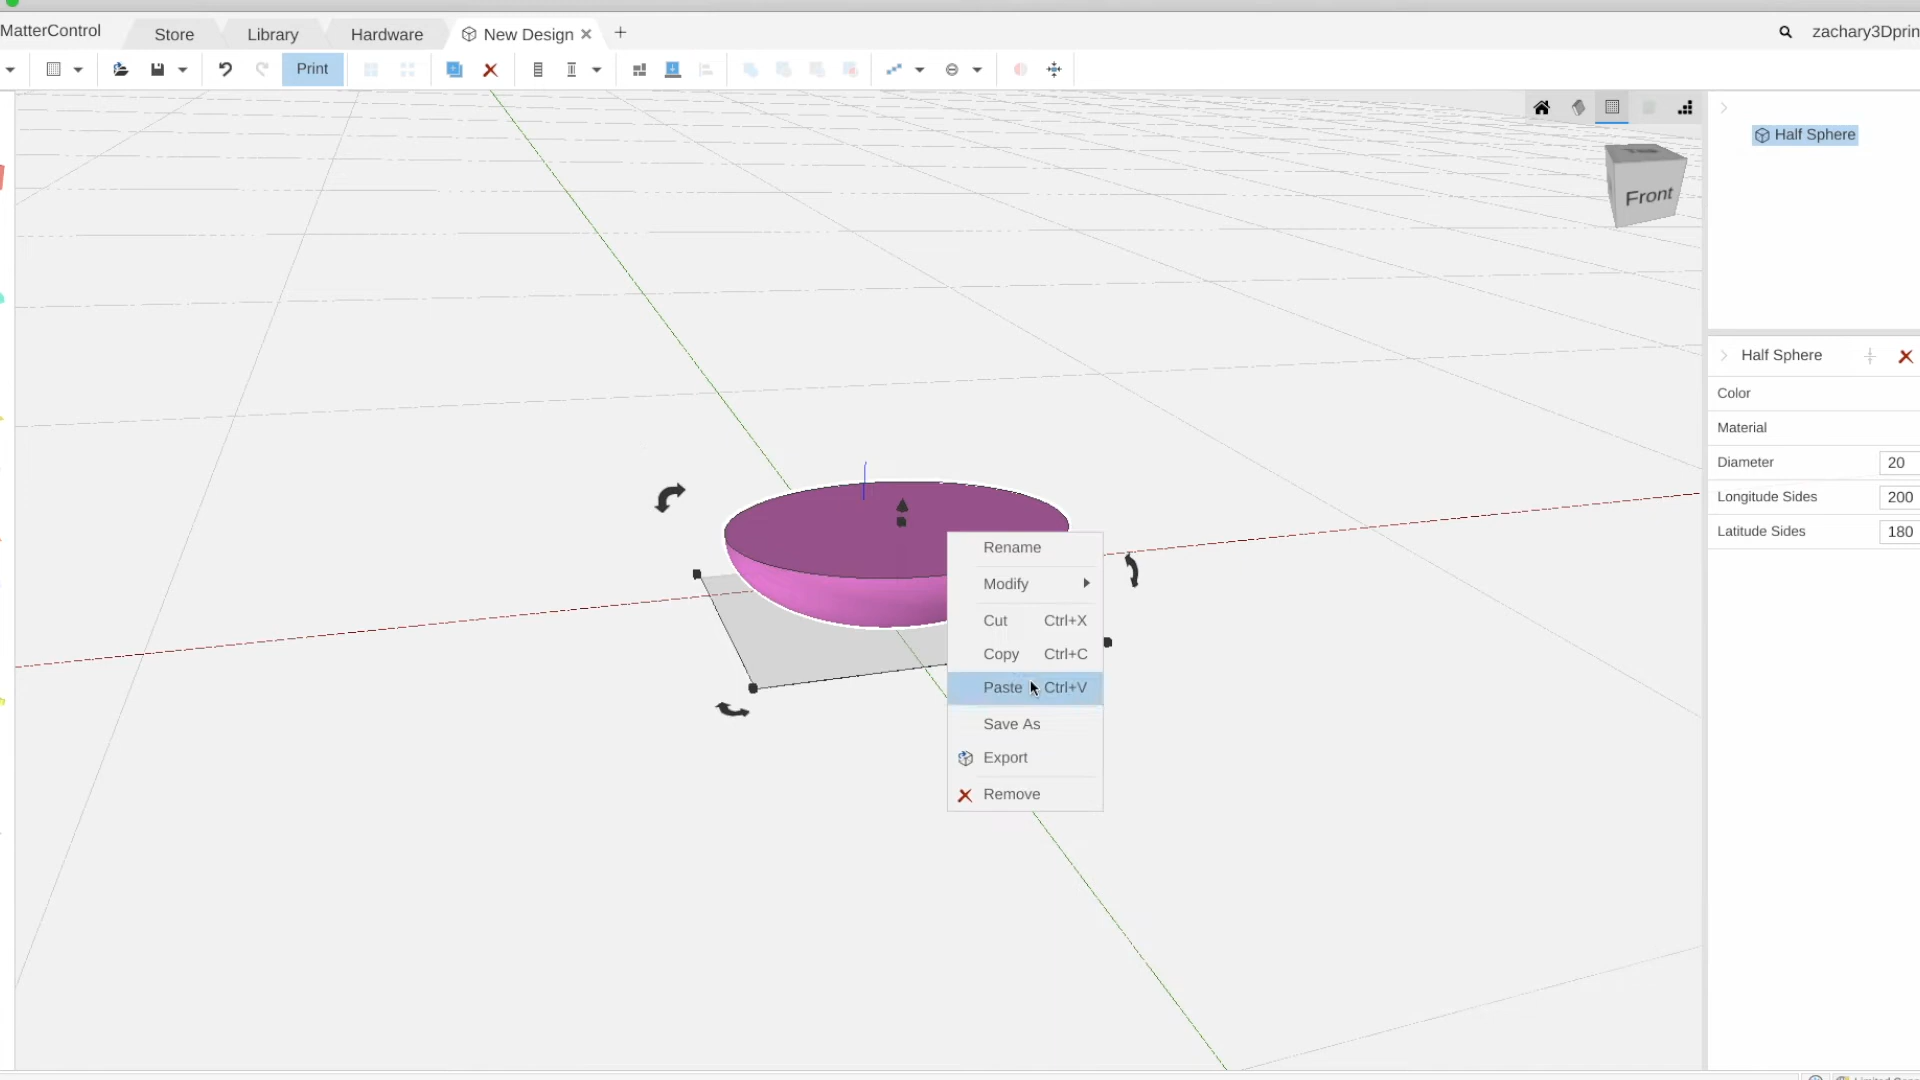 MatterControl
Store
Library
Hardware
New Design
zachary3Dprin
Print
Half Sphere
Front
Half Sphere
Color
Material
Diameter 20
Longitude Sides 200
Latitude Sides 180
Rename
Modify
Cut Ctrl+X
Copy Ctrl+C
Paste Ctrl+V
Save As
Export
Remove